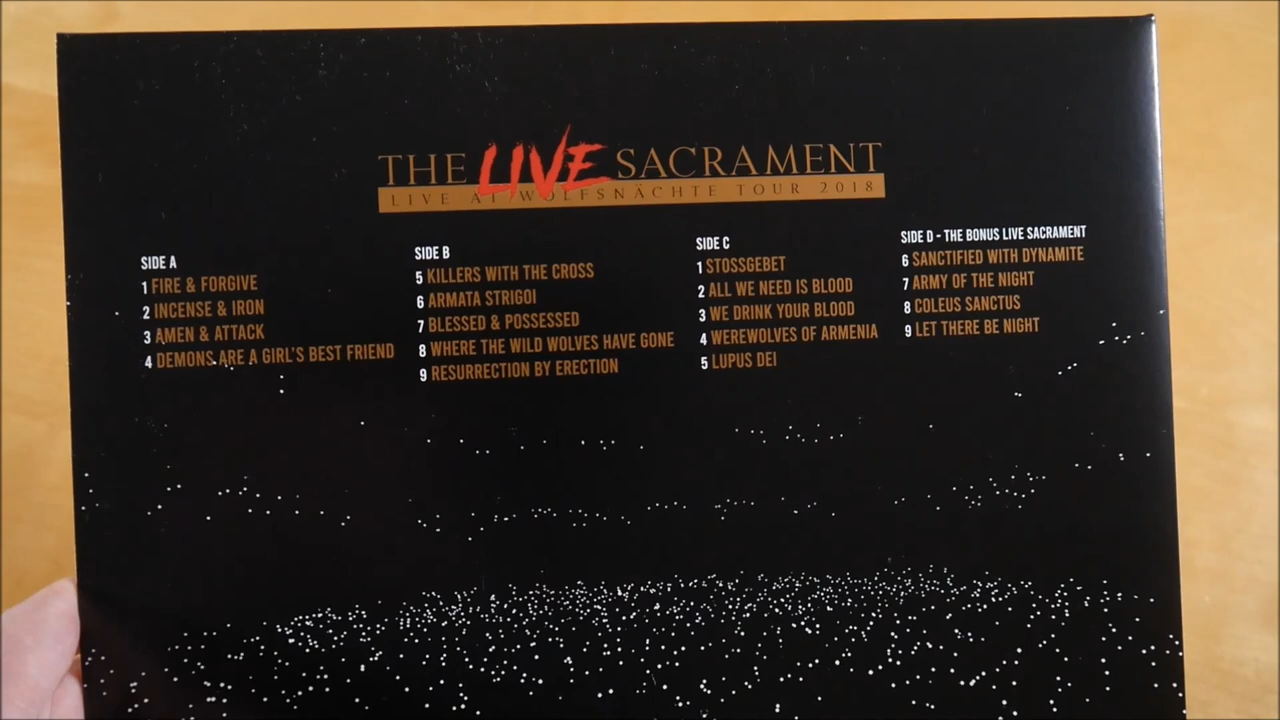 THE LIVE SACRAMENT
LIVE AT WOLFSNÄCHTE TOUR 2018
SIDE A
1 FIRE & FORGIVE
2 INCENSE & IRON
3 AMEN & ATTACK
4 DEMONS ARE A GIRL'S BEST FRIEND
SIDE B
5 KILLERS WITH THE CROSS
6 ARMATA STRIGOI
7 BLESSED & POSSESSED
8 WHERE THE WILD WOLVES HAVE GONE
9 RESURRECTION BY ERECTION
SIDE C
1 STOSSGEBET
2 ALL WE NEED IS BLOOD
3 WE DRINK YOUR BLOOD
4 WEREWOLVES OF ARMENIA
5 LUPUS DEI
SIDE D - THE BONUS LIVE SACRAMENT
6 SANCTIFIED WITH DYNAMITE
7 ARMY OF THE NIGHT
8 COLEUS SANCTUS
9 LET THERE BE NIGHT